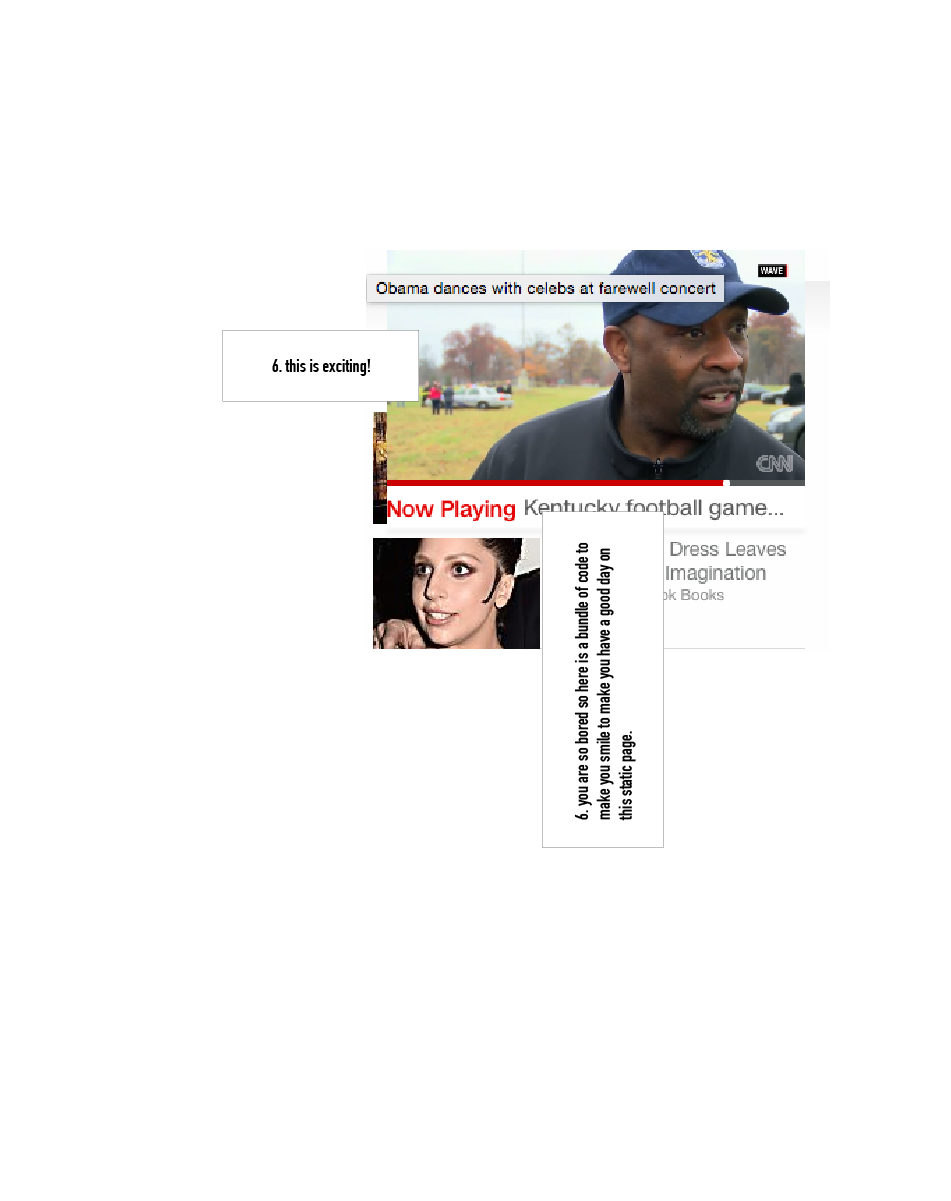 WAVE
Obama dances with celebs at farewell concert
6. this is exciting!
CNN
Now Playing Kentucky football game...
Dress Leaves
Imagination
Books
6. you are so bored so here is a bundle of code to
make you smile to make you have a good day on
this static page.